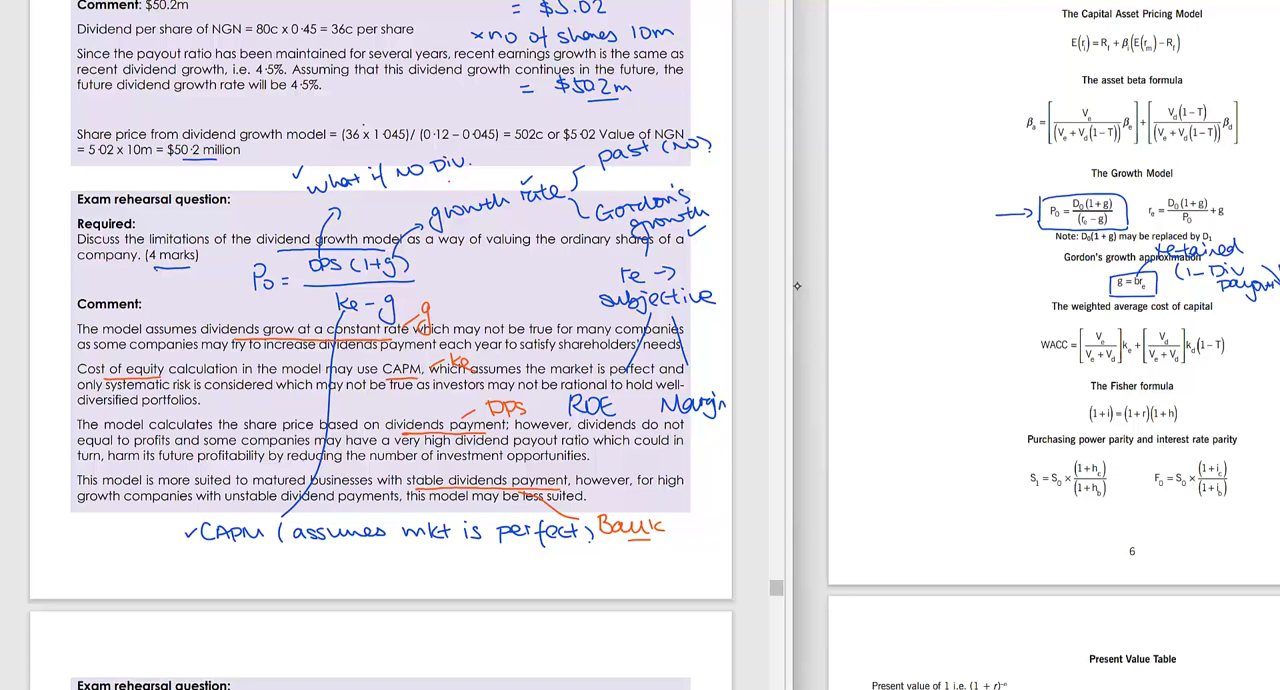 Comment: $50.2m
= $5.02
Dividend per share of NGN = 80c x 0·45 = 36c per share
x no of shares 10m
Since the payout ratio has been maintained for several years, recent earnings growth is the same as
recent dividend growth, i.e. 4·5%. Assuming that this dividend growth continues in the future, the
future dividend growth rate will be 4·5%.
= $50.2m
Share price from dividend growth model = (36 x 1·045)/ (0·12 – 0·045) = 502c or $5·02 Value of NGN
= 5·02 x 10m = $50·2 million
past (NO?
what if NO Div.
growth rate
Gordon's
growth
Exam rehearsal question:
Required:
Discuss the limitations of the dividend growth model as a way of valuing the ordinary shares of a
company. (4 marks)
P0 = DPS (1+g)
ke - g
re →
subjective
Comment:
g
The model assumes dividends grow at a constant rate which may not be true for many companies
as some companies may try to increase dividends payment each year to satisfy shareholders' needs.
ke
Cost of equity calculation in the model may use CAPM, which assumes the market is perfect and
only systematic risk is considered which may not be true as investors may not be rational to hold well-
diversified portfolios.
DPS
ROE
Margin
The model calculates the share price based on dividends payment; however, dividends do not
equal to profits and some companies may have a very high dividend payout ratio which could in
turn, harm its future profitability by reducing the number of investment opportunities.
This model is more suited to matured businesses with stable dividends payment, however, for high
growth companies with unstable dividend payments, this model may be less suited.
✓CAPM (assumes mkt is perfect)
Bank
Exam rehearsal question:
The Capital Asset Pricing Model
E(ri) = Rf + βi(E(rm) – Rf)
The asset beta formula
βa = [Ve/(Ve + Vd(1 – T)) βe] + [Vd(1 – T)/(Ve + Vd(1 – T)) βd]
The Growth Model
P0 = D0(1 + g)/(re – g)
re = D0(1 + g)/P0 + g
Note: D0(1 + g) may be replaced by D1
Gordon's growth approximation
retained
(1 - Div
payout)
g = bre
The weighted average cost of capital
WACC = [Ve/(Ve + Vd)] ke + [Vd/(Ve + Vd)] kd(1 – T)
The Fisher formula
(1 + i) = (1 + r)(1 + h)
Purchasing power parity and interest rate parity
S1 = S0 × (1 + hc)/(1 + hb)
F0 = S0 × (1 + ic)/(1 + ib)
6
Present Value Table
Present value of 1 i.e. (1 + r)⁻ⁿ